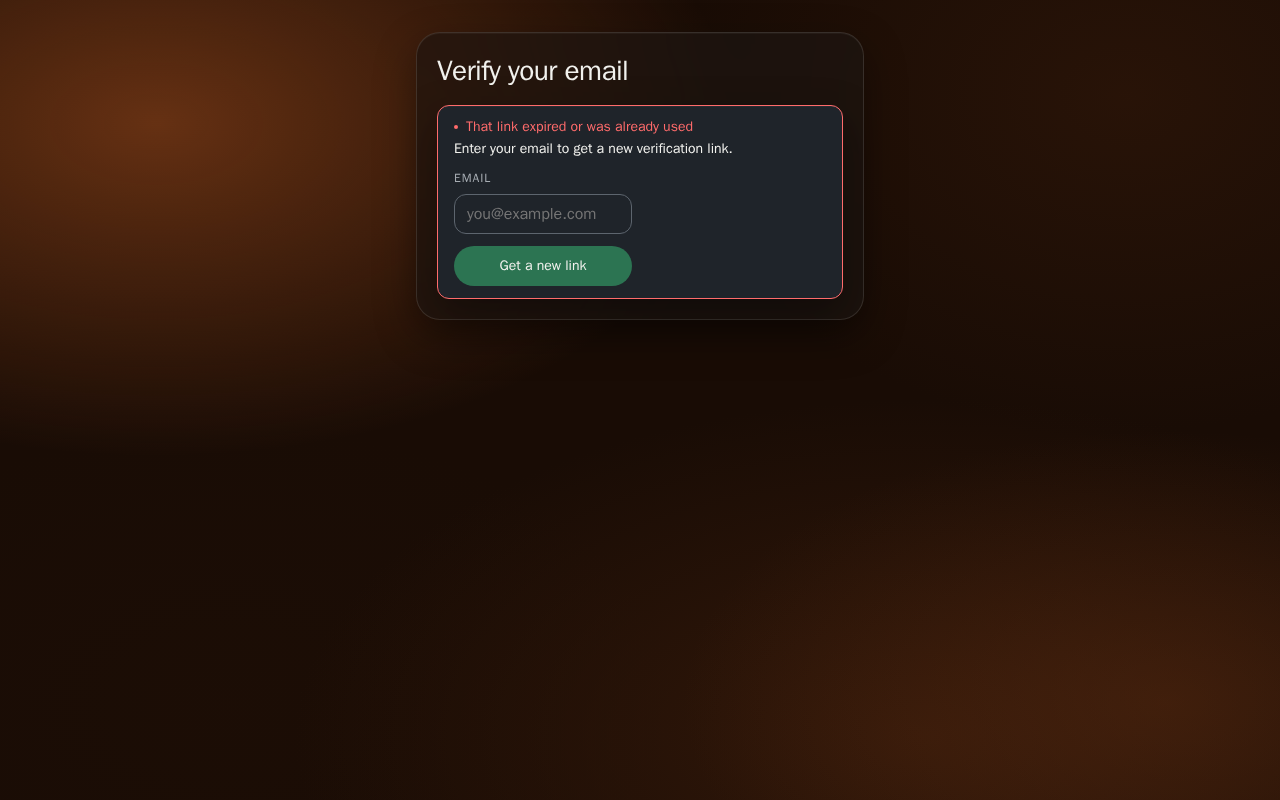 Verify your email
• That link expired or was already used
Enter your email to get a new verification link.
EMAIL
you@example.com
Get a new link